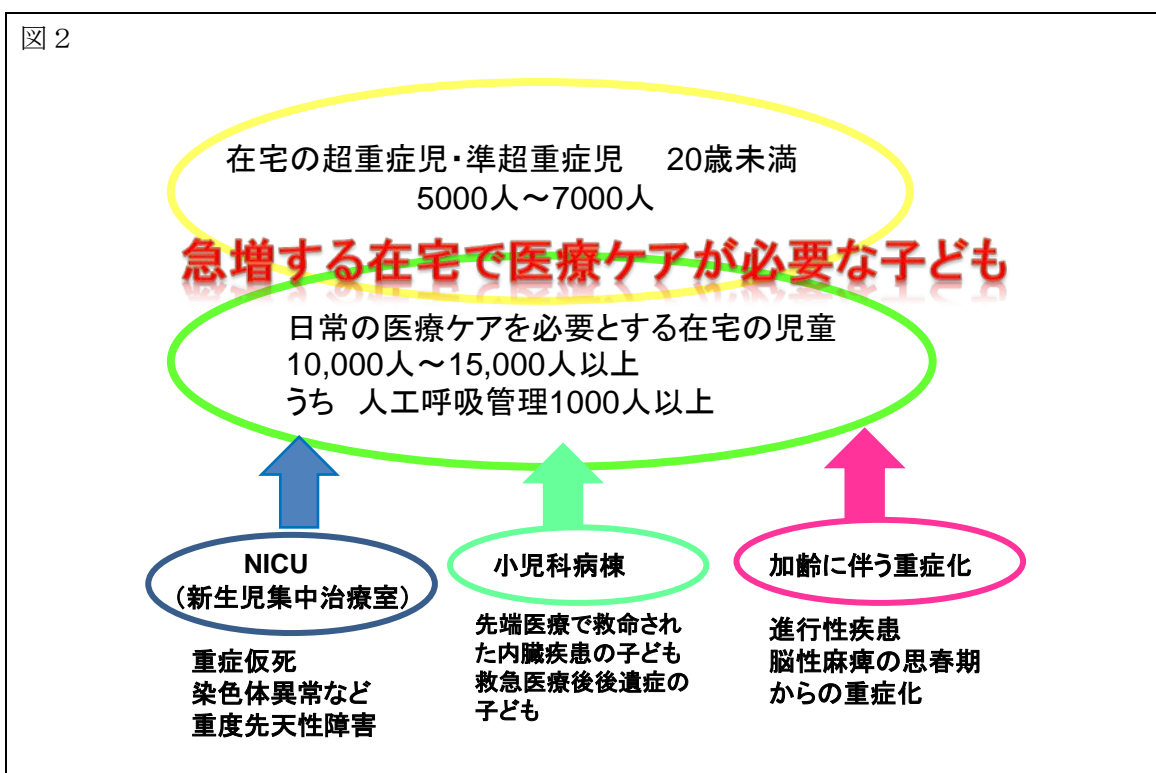 図2
在宅の超重症児・準超重症児 20歳未満
5000人～7000人
急増する在宅で医療ケアが必要な子ども
日常の医療ケアを必要とする在宅の児童
10,000人～15,000人以上
うち 人工呼吸管理1000人以上
NICU
（新生児集中治療室）
重症仮死
染色体異常など
重度先天性障害
小児科病棟
先端医療で救命され
た内臓疾患の子ども
救急医療後後遺症の
子ども
加齢に伴う重症化
進行性疾患
脳性麻痺の思春期
からの重症化